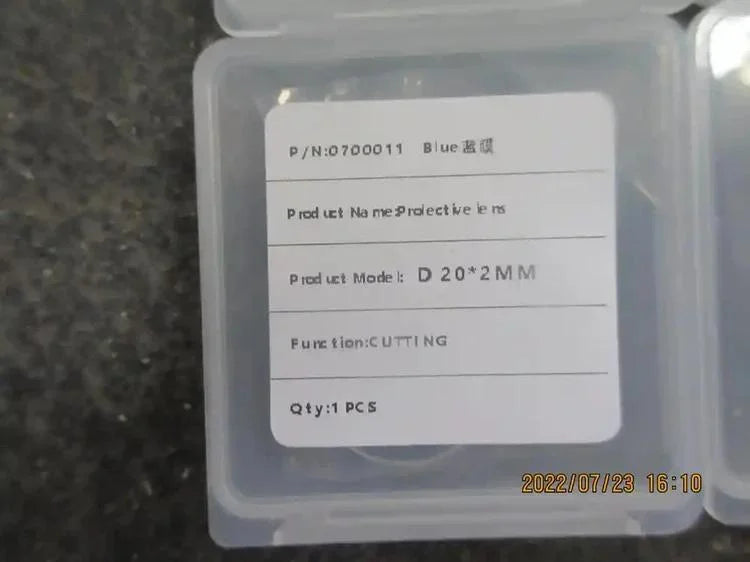 P/N:0700011 Blue 蓝膜
Product Name:Prolective lens
Product Model: D 20*2MM
Function:CUTTING
Qty:1 PCS
2022/07/23 16:10